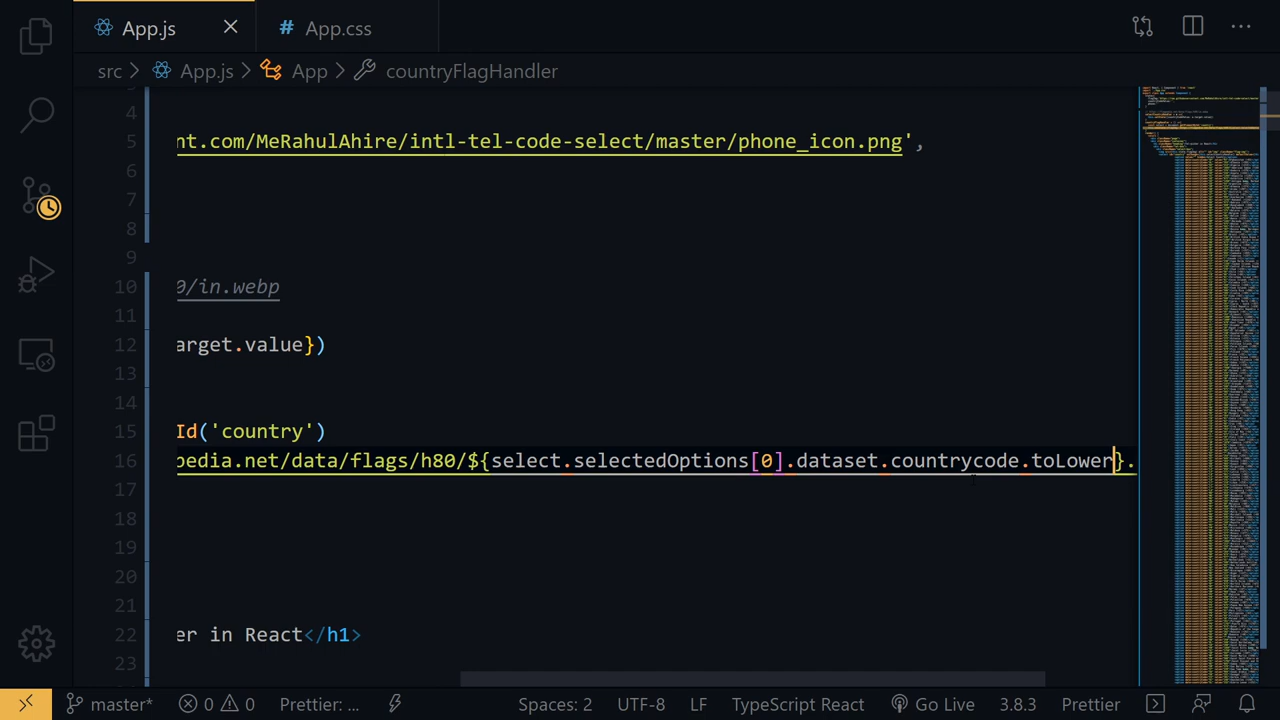 App.js
# App.css
src > App.js > App > countryFlagHandler
4
5 nt.com/MeRahulAhire/intl-tel-code-select/master/phone_icon.png',
6
7
8
9
10 0/in.webp
11
12 arget.value})
13
14
15 Id('country')
16 pedia.net/data/flags/h80/${select.selectedOptions[0].dataset.countrycode.toLower}.
17
18
19
20
21
22 er in React</h1>
23
master* 0 0 Prettier: ... Spaces: 2 UTF-8 LF TypeScript React Go Live 3.8.3 Prettier